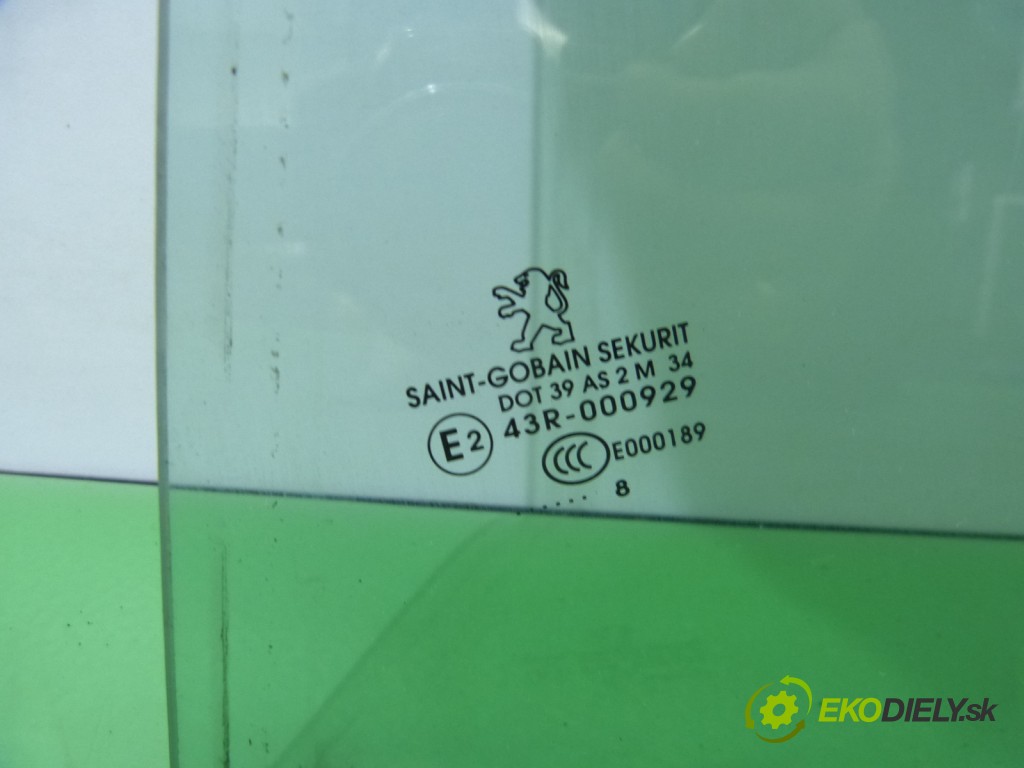 SAINT-GOBAIN SEKURIT
DOT 39 AS 2 M 34
E2 43R-000929
CCC E000189
..... 8
EKODIELY.sk